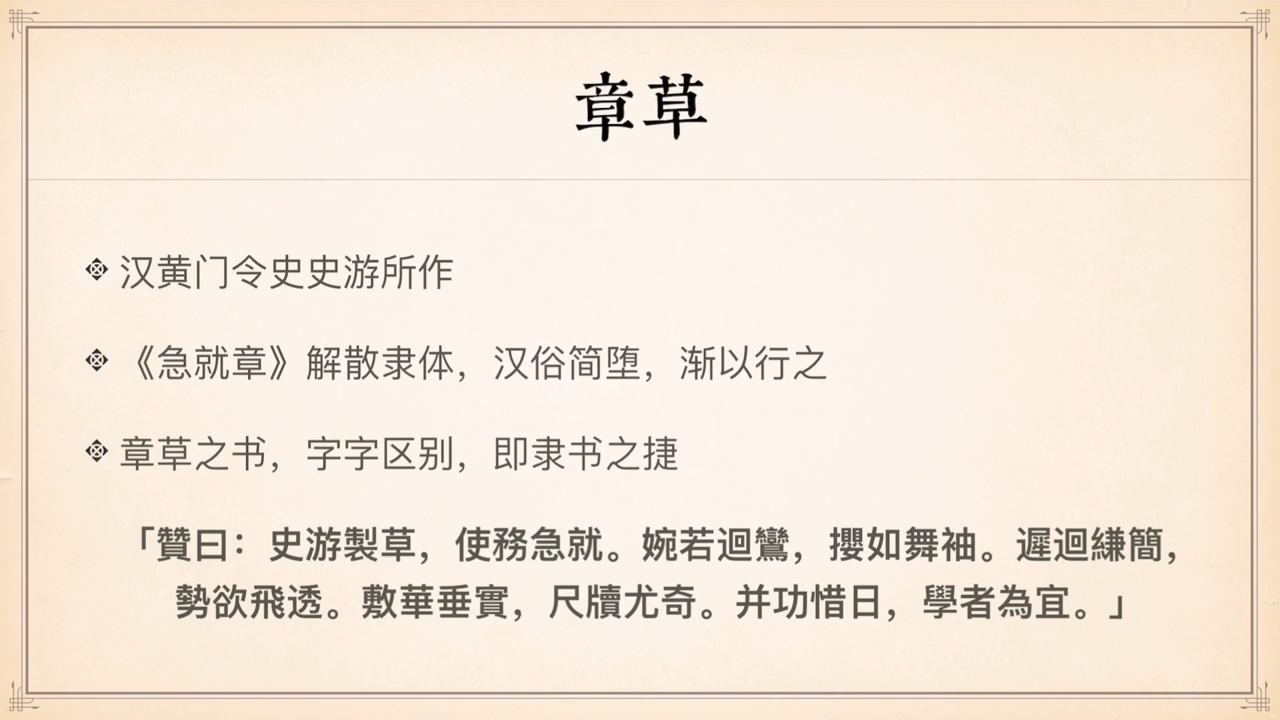 章草
汉黄门令史史游所作
《急就章》解散隶体，汉俗简堕，渐以行之
章草之书，字字区别，即隶书之捷
「贊曰：史游製草，使務急就。婉若迴鸞，攖如舞袖。遲迴縑簡，
勢欲飛透。敷華垂實，尺牘尤奇。并功惜日，學者為宜。」